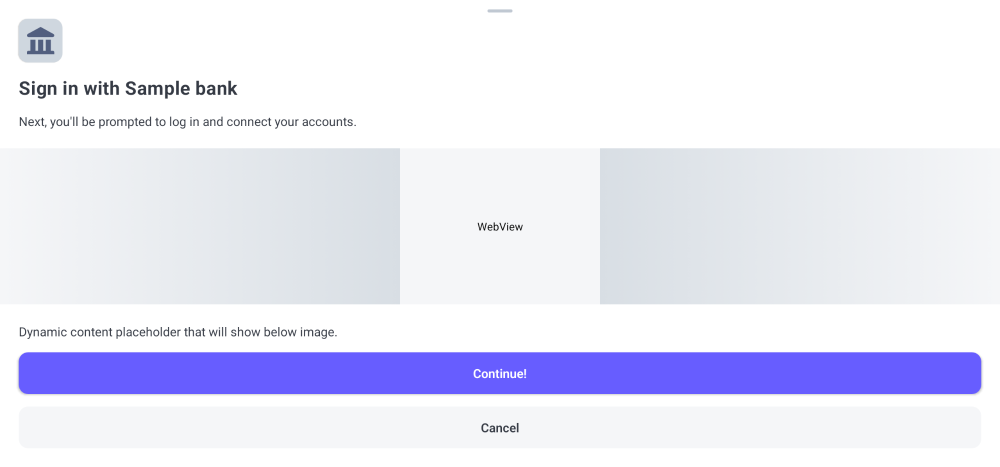 Sign in with Sample bank
Next, you'll be prompted to log in and connect your accounts.
WebView
Dynamic content placeholder that will show below image.
Continue!
Cancel